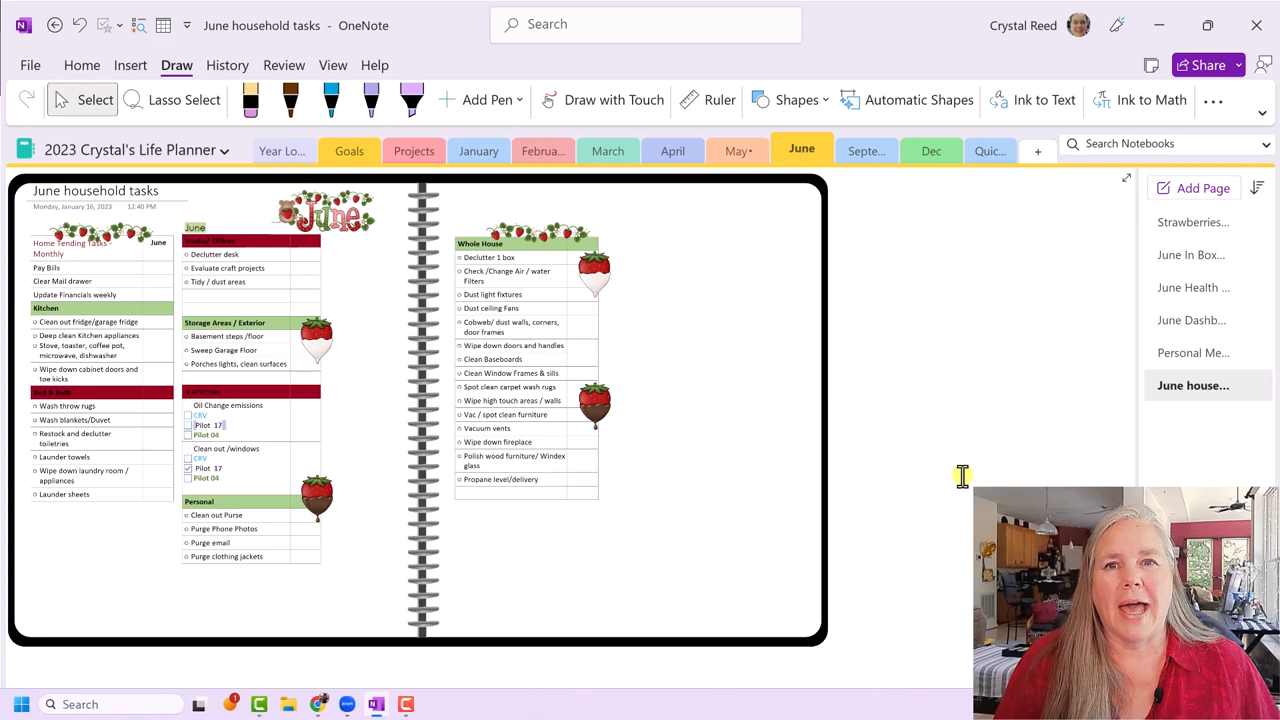 June household tasks - OneNote
Search
Crystal Reed
File Home Insert Draw History Review View Help
Share
Select
Lasso Select
Add Pen
Draw with Touch
Ruler
Shapes
Automatic Shapes
Ink to Text
Ink to Math
2023 Crystal's Life Planner
Year Lo...
Goals
Projects
January
Februa...
March
April
May
June
Septe...
Dec
Quic...
+
Search Notebooks
Add Page
Strawberries...
June In Box...
June Health ...
June Dashb...
Personal Me...
June house...
June household tasks
Monday, January 16, 2023 12:40 PM
June
Home Tending Tasks - June
Monthly
Pay Bills
Clear Mail drawer
Update Financials weekly
Kitchen
Clean out fridge/garage fridge
Deep clean Kitchen appliances
Stove, toaster, coffee pot,
microwave, dishwasher
Wipe down cabinet doors and
toe kicks
Bed & Bath
Wash throw rugs
Wash blankets/Duvet
Restock and declutter
toiletries
Launder towels
Wipe down laundry room /
appliances
Launder sheets
June
Studio/ Offices
Declutter desk
Evaluate craft projects
Tidy / dust areas
Storage Areas / Exterior
Basement steps /floor
Sweep Garage Floor
Porches lights, clean surfaces
Vehicles
Oil Change emissions
CRV
Pilot 17
Pilot 04
Clean out /windows
CRV
Pilot 17
Pilot 04
Personal
Clean out Purse
Purge Phone Photos
Purge email
Purge clothing jackets
Whole House
Declutter 1 box
Check /Change Air / water
Filters
Dust light fixtures
Dust ceiling Fans
Cobweb/ dust walls, corners,
door frames
Wipe down doors and handles
Clean Baseboards
Clean Window Frames & sills
Spot clean carpet wash rugs
Wipe high touch areas / walls
Vac / spot clean furniture
Vacuum vents
Wipe down fireplace
Polish wood furniture/ Windex
glass
Propane level/delivery
Search
1